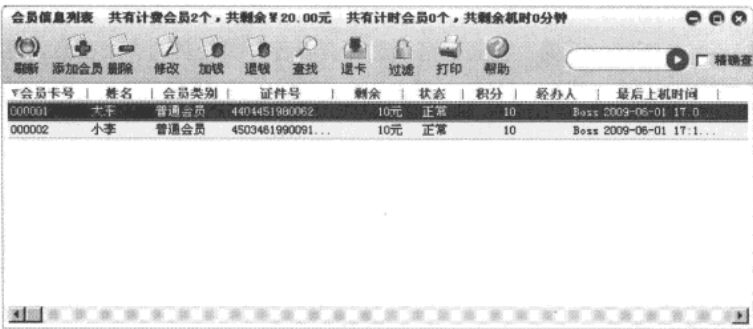 会员信息列表 共有计费会员2个，共剩余￥20.00元 共有计时会员0个，共剩余机时0分钟
刷新 添加会员 删除 修改 加钱 退钱 查找 退卡 过滤 打印 帮助 精确查
▽会员卡号 姓名 会员类别 证件号 剩余 状态 积分 经办人 最后上机时间
000001 大王 普通会员 4404451980062. 10元 正常 10 Boss 2009-06-01 17:0...
000002 小李 普通会员 4503461990091... 10元 正常 10 Boss 2009-06-01 17:1...